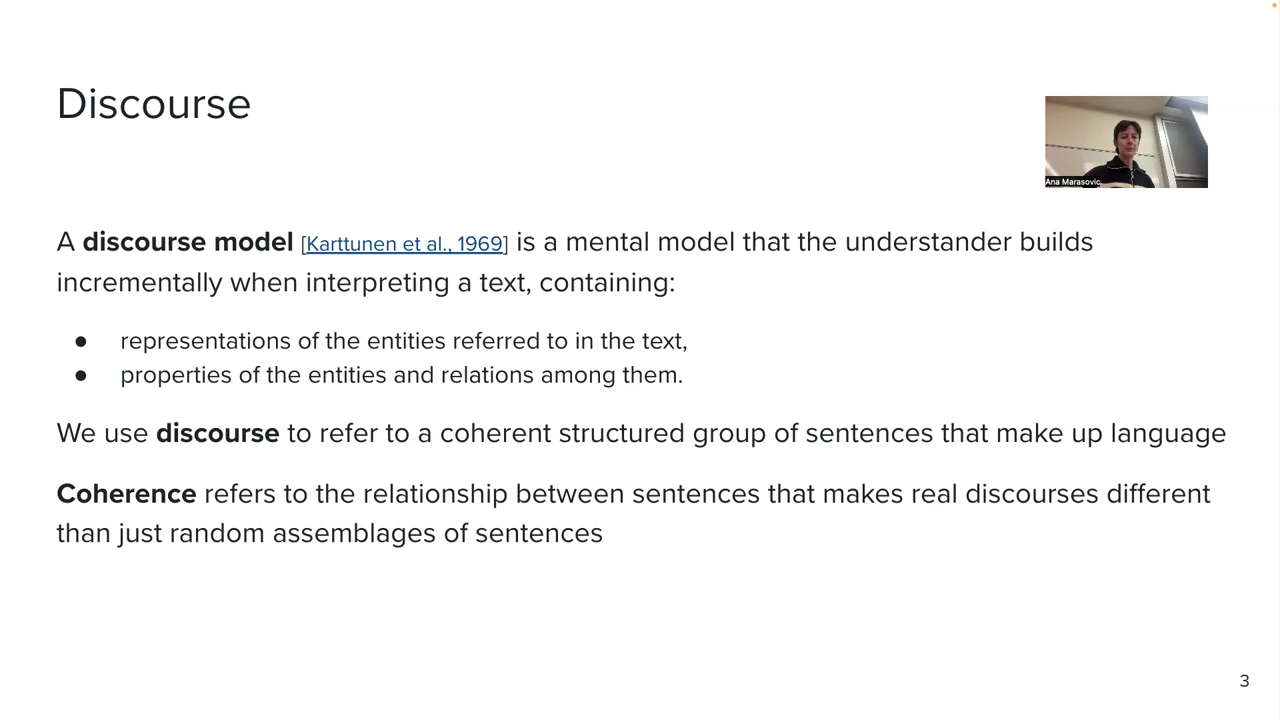 Discourse
Ana Marasovic
A discourse model [Karttunen et al., 1969] is a mental model that the understander builds
incrementally when interpreting a text, containing:
● representations of the entities referred to in the text,
● properties of the entities and relations among them.
We use discourse to refer to a coherent structured group of sentences that make up language
Coherence refers to the relationship between sentences that makes real discourses different
than just random assemblages of sentences
3